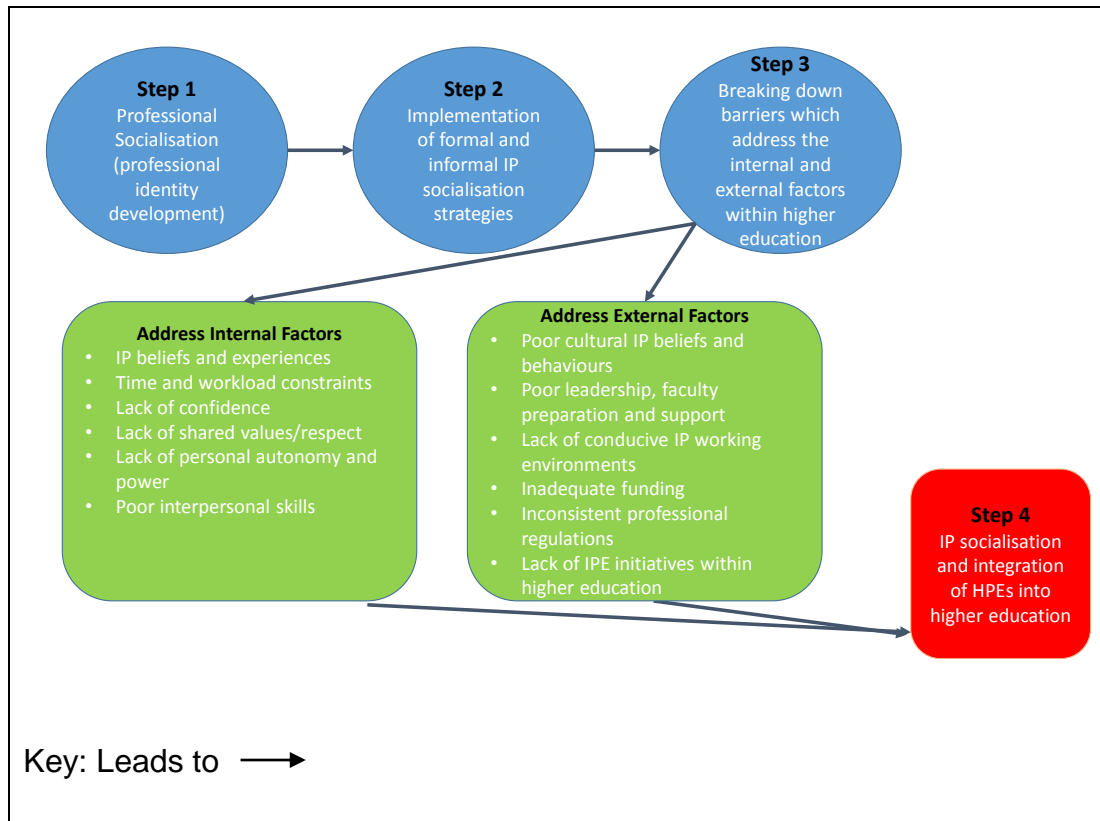 Step 1
Professional
Socialisation
(professional
identity
development)
Step 2
Implementation
of formal and
informal IP
socialisation
strategies
Step 3
Breaking down
barriers which
address the
internal and
external factors
within higher
education
Address Internal Factors
• IP beliefs and experiences
• Time and workload constraints
• Lack of confidence
• Lack of shared values/respect
• Lack of personal autonomy and
power
• Poor interpersonal skills
Address External Factors
• Poor cultural IP beliefs and
behaviours
• Poor leadership, faculty
preparation and support
• Lack of conducive IP working
environments
• Inadequate funding
• Inconsistent professional
regulations
• Lack of IPE initiatives within
higher education
Step 4
IP socialisation
and integration
of HPEs into
higher education
Key: Leads to